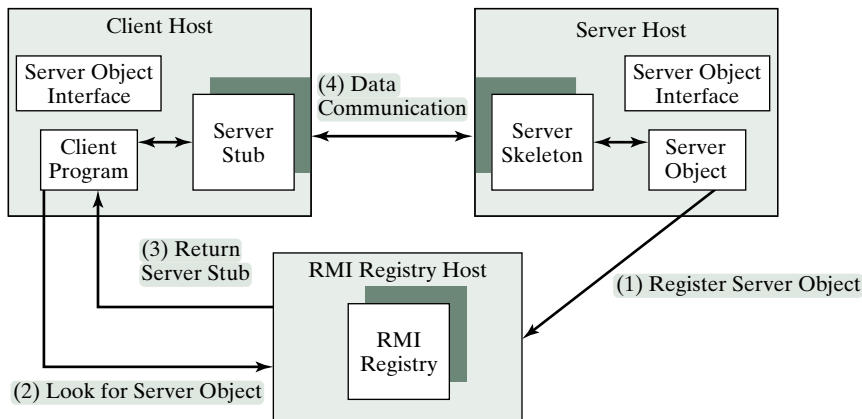 Client Host
Server Object
Interface
Client
Program
Server
Stub
(4) Data
Communication
Server Host
Server Object
Interface
Server
Skeleton
Server
Object
(3) Return
Server Stub
RMI Registry Host
RMI
Registry
(1) Register Server Object
(2) Look for Server Object